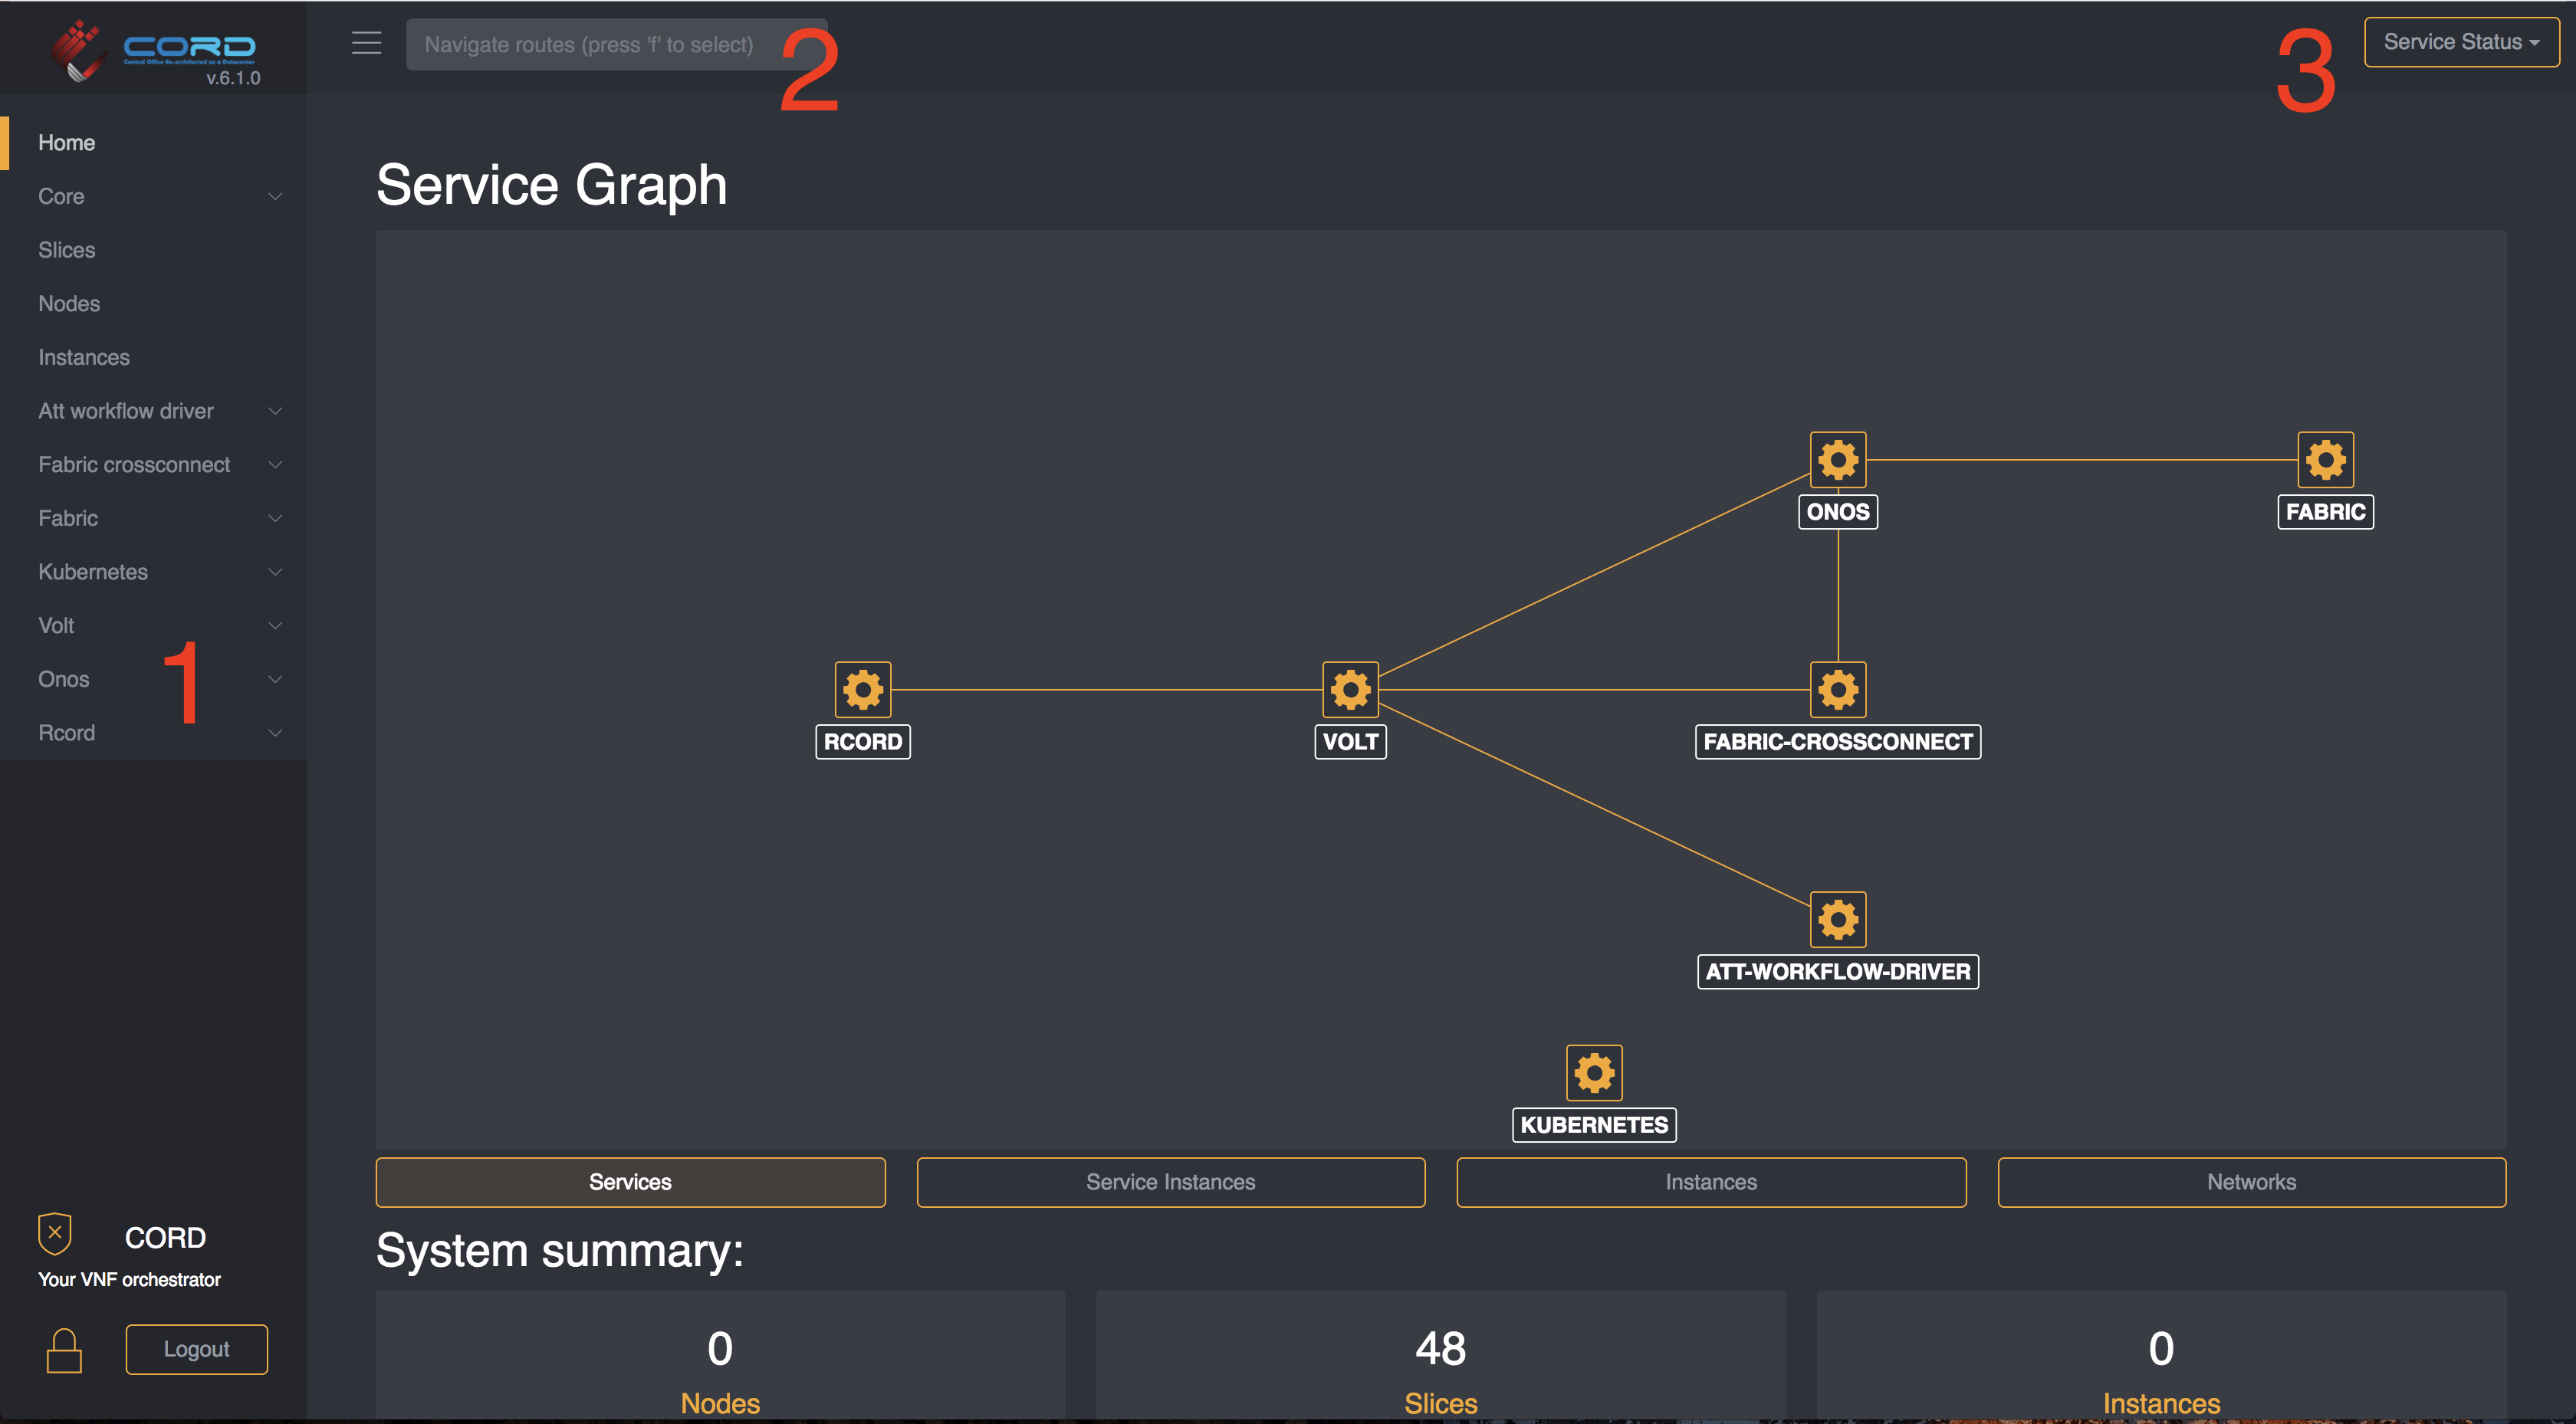 CORD
Central Office Re-architected as a Datacenter
v.6.1.0
Navigate routes (press 'f' to select)
2
3
Service Status
Home
Core
Slices
Nodes
Instances
Att workflow driver
Fabric crossconnect
Fabric
Kubernetes
Volt
1
Onos
Rcord
CORD
Your VNF orchestrator
Logout
Service Graph
ONOS
FABRIC
RCORD
VOLT
FABRIC-CROSSCONNECT
ATT-WORKFLOW-DRIVER
KUBERNETES
Services
Service Instances
Instances
Networks
System summary:
0
Nodes
48
Slices
0
Instances